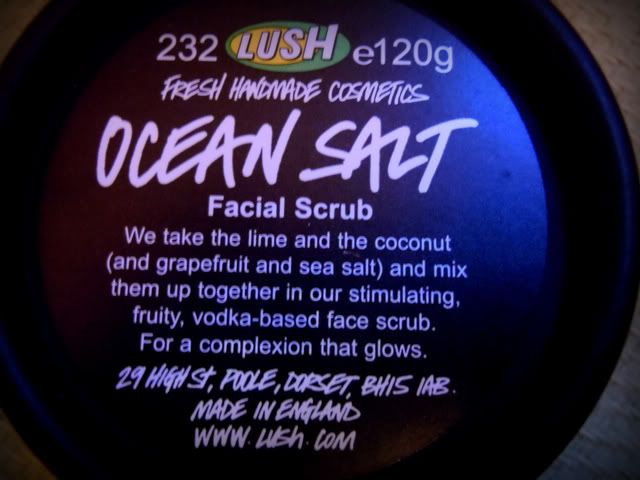 232 LUSH e120g
FRESH HANDMADE COSMETICS
OCEAN SALT
Facial Scrub
We take the lime and the coconut
(and grapefruit and sea salt) and mix
them up together in our stimulating,
fruity, vodka-based face scrub.
For a complexion that glows.
29 HIGH St, POOLE, DORSET, BH15 1AB.
MADE IN ENGLAND
WWW.LUSH.COM